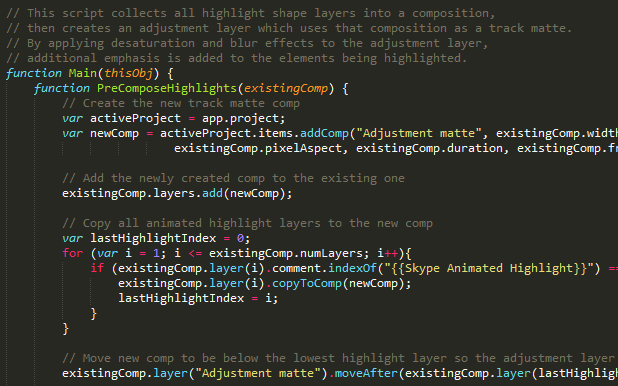 // This script collects all highlight shape layers into a composition,
// then creates an adjustment layer which uses that composition as a track matte.
// By applying desaturation and blur effects to the adjustment layer,
// additional emphasis is added to the elements being highlighted.
function Main(thisObj) {
function PreComposeHighlights(existingComp) {
// Create the new track matte comp
var activeProject = app.project;
var newComp = activeProject.items.addComp("Adjustment matte", existingComp.width
existingComp.pixelAspect, existingComp.duration, existingComp.fr
// Add the newly created comp to the existing one
existingComp.layers.add(newComp);
// Copy all animated highlight layers to the new comp
var lastHighlightIndex = 0;
for (var i = 1; i <= existingComp.numLayers; i++){
if (existingComp.layer(i).comment.indexOf("{{Skype Animated Highlight}}") ==
existingComp.layer(i).copyToComp(newComp);
lastHighlightIndex = i;
}
}
// Move new comp to be below the lowest highlight layer so the adjustment layer
existingComp.layer("Adjustment matte").moveAfter(existingComp.layer(lastHighlig